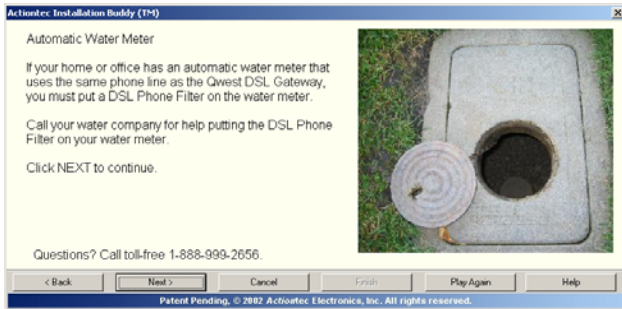 Actiontec Installation Buddy (TM)
Automatic Water Meter
If your home or office has an automatic water meter that
uses the same phone line as the Qwest DSL Gateway,
you must put a DSL Phone Filter on the water meter.
Call your water company for help putting the DSL Phone
Filter on your water meter.
Click NEXT to continue.
Questions? Call toll-free 1-888-999-2656.
< Back
Next >
Cancel
Finish
Play Again
Help
Patent Pending, © 2002 Actiontec Electronics, Inc. All rights reserved.